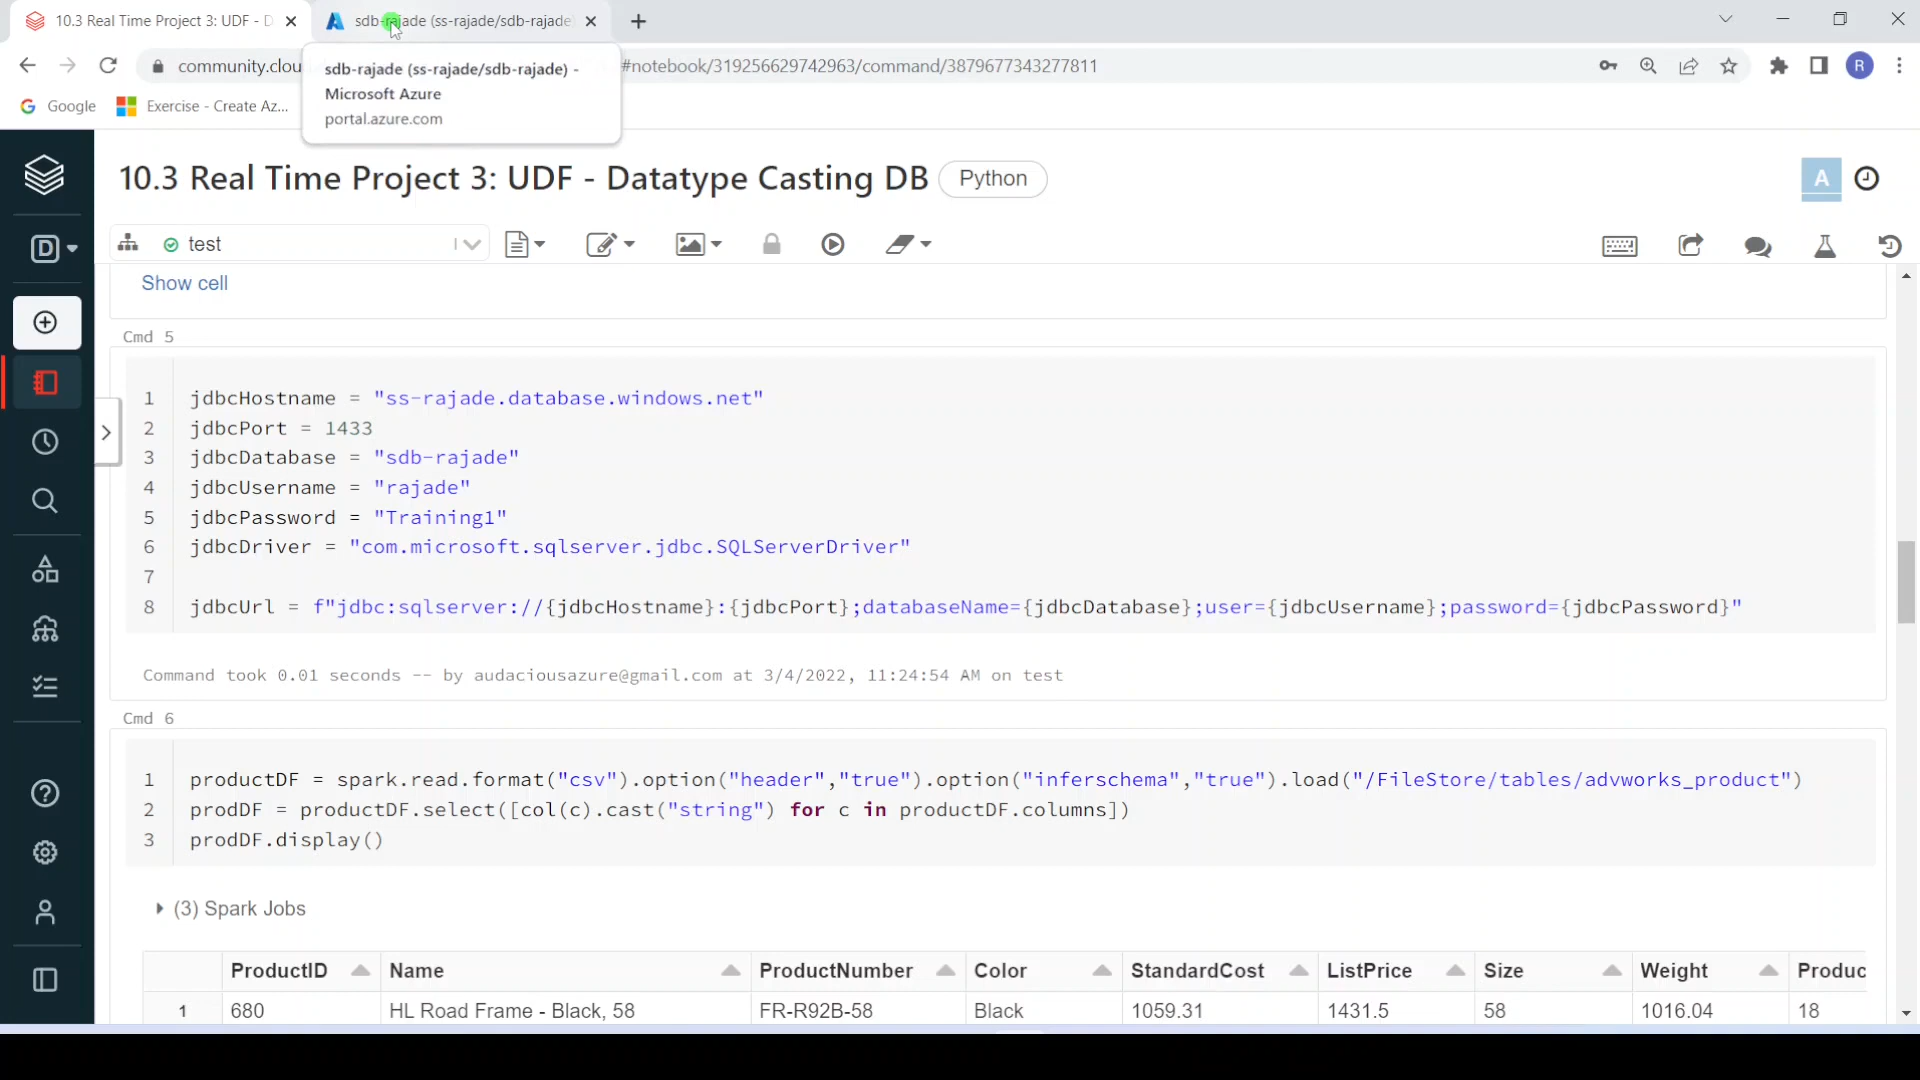 10.3 Real Time Project 3: UDF - D
sdb-rajade (ss-rajade/sdb-rajade)
community.clou
#notebook/319256629742963/command/3879677343277811
R
sdb-rajade (ss-rajade/sdb-rajade) -
Microsoft Azure
portal.azure.com
Google
Exercise - Create Az...
10.3 Real Time Project 3: UDF - Datatype Casting DB
Python
A
D
test
Show cell
Cmd 5
1 jdbcHostname = "ss-rajade.database.windows.net"
2 jdbcPort = 1433
3 jdbcDatabase = "sdb-rajade"
4 jdbcUsername = "rajade"
5 jdbcPassword = "Training1"
6 jdbcDriver = "com.microsoft.sqlserver.jdbc.SQLServerDriver"
7
8 jdbcUrl = f"jdbc:sqlserver://{jdbcHostname}:{jdbcPort};databaseName={jdbcDatabase};user={jdbcUsername};password={jdbcPassword}"
Command took 0.01 seconds -- by audaciousazure@gmail.com at 3/4/2022, 11:24:54 AM on test
Cmd 6
1 productDF = spark.read.format("csv").option("header","true").option("inferschema","true").load("/FileStore/tables/advworks_product")
2 prodDF = productDF.select([col(c).cast("string") for c in productDF.columns])
3 prodDF.display()
(3) Spark Jobs
ProductID Name ProductNumber Color StandardCost ListPrice Size Weight Produc
1 680 HL Road Frame - Black, 58 FR-R92B-58 Black 1059.31 1431.5 58 1016.04 18